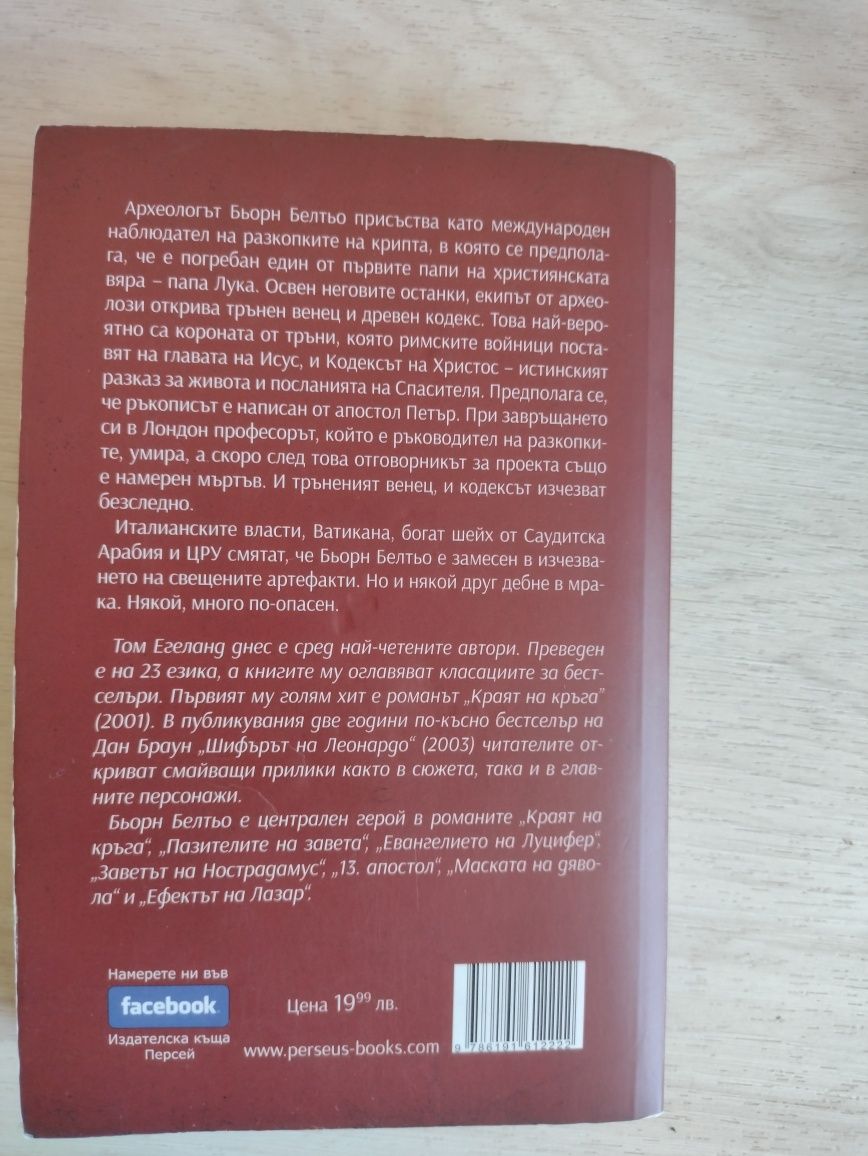 Археологът Бьорн Белтьо присъства като международен
наблюдател на разкопките на крипта, в която се предпола-
га, че е погребан един от първите папи на християнската
вяра – папа Лука. Освен неговите останки, екипът от архео-
лози открива трънен венец и древен кодекс. Това най-веро-
ятно са короната от тръни, която римските войници поста-
вят на главата на Исус, и Кодексът на Христос – истинският
разказ за живота и посланията на Спасителя. Предполага се,
че ръкописът е написан от апостол Петър. При завръщането
си в Лондон професорът, който е ръководител на разкопки-
те, умира, а скоро след това отговорникът за проекта също
е намерен мъртъв. И тръненият венец, и кодексът изчезват
безследно.
Италианските власти, Ватикана, богат шейх от Саудитска
Арабия и ЦРУ смятат, че Бьорн Белтьо е замесен в изчезва-
нето на свещените артефакти. Но и някой друг дебне в мра-
ка. Някой, много по-опасен.
Том Егеланд днес е сред най-четените автори. Преведен
е на 23 езика, а книгите му оглавяват класациите за бест-
селъри. Първият му голям хит е романът „Краят на кръга“
(2001). В публикувания две години по-късно бестселър на
Дан Браун „Шифърът на Леонардо“ (2003) читателите от-
криват смайващи прилики както в сюжета, така и в глав-
ните персонажи.
Бьорн Белтьо е централен герой в романите „Краят на
кръга“, „Пазителите на завета“, „Евангелието на Луцифер“,
„Заветът на Нострадамус“, „13. апостол“, „Маската на дяво-
ла“ и „Ефектът на Лазар“.
Намерете ни във
facebook
Издателска къща
Персей
Цена 19⁹⁹ лв.
www.perseus-books.com
9 786191 612222